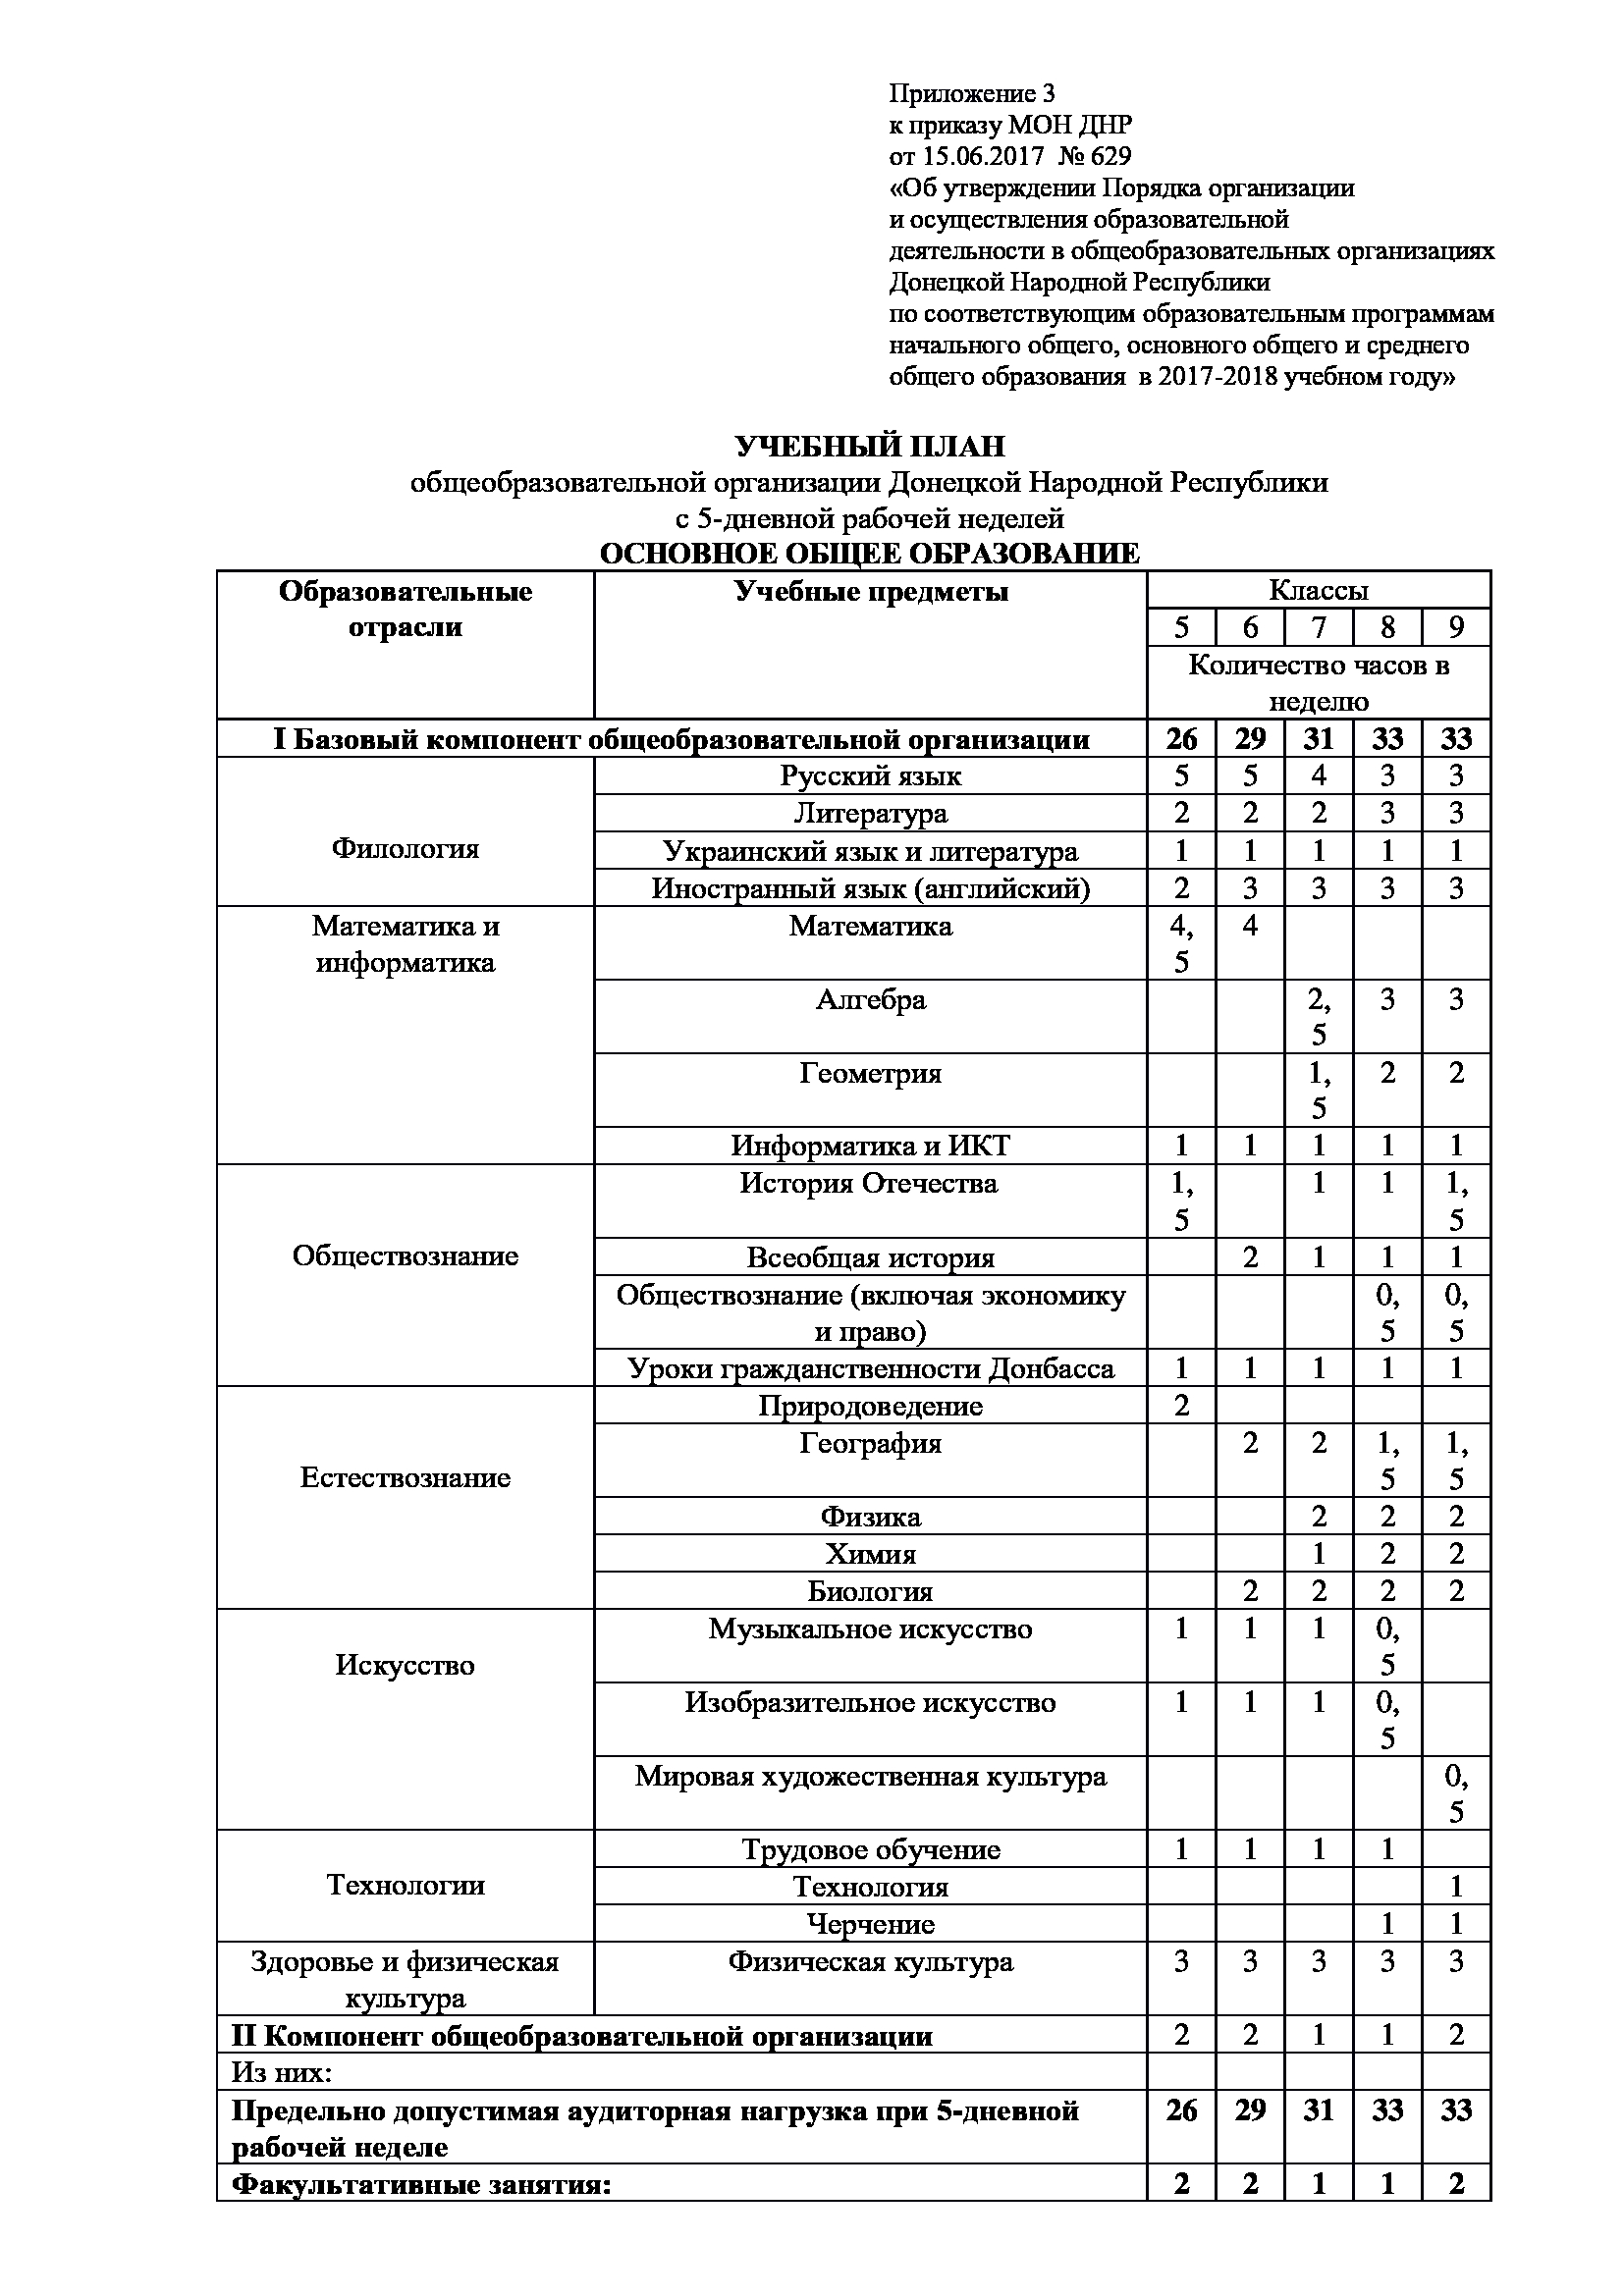 Приложение 3
к приказу МОН ДНР
от 15.06.2017  № 629
«Об утверждении Порядка организации
и осуществления образовательной
деятельности в общеобразовательных организациях
Донецкой Народной Республики
по соответствующим образовательным программам
начального общего, основного общего и среднего
общего образования  в 2017-2018 учебном году»
УЧЕБНЫЙ ПЛАН
общеобразовательной организации Донецкой Народной Республики
с 5-дневной рабочей неделей
ОСНОВНОЕ ОБЩЕЕ ОБРАЗОВАНИЕ
Образовательные отрасли Учебные предметы Классы
5 6 7 8 9
Количество часов в
неделю
I Базовый компонент общеобразовательной организации 26 29 31 33 33
Филология
Русский язык 5 5 4 3 3
Литература 2 2 2 3 3
Украинский язык и литература 1 1 1 1 1
Иностранный язык (английский) 2 3 3 3 3
Математика и
информатика
Математика 4,5 4
Алгебра 2,5 3 3
Геометрия 1,5 2 2
Информатика и ИКТ 1 1 1 1 1
Обществознание
История Отечества 1,5 1 1 1,5
Всеобщая история 2 1 1 1
Обществознание (включая экономику
и право) 0,5 0,5
Уроки гражданственности Донбасса 1 1 1 1 1
Естествознание
Природоведение 2
География 2 2 1,5 1,5
Физика 2 2 2
Химия 1 2 2
Биология 2 2 2 2
Искусство
Музыкальное искусство 1 1 1 0,5
Изобразительное искусство 1 1 1 0,5
Мировая художественная культура 0,5
Технологии
Трудовое обучение 1 1 1 1
Технология 1
Черчение 1 1
Здоровье и физическая
культура
Физическая культура 3 3 3 3 3
II Компонент общеобразовательной организации 2 2 1 1 2
Из них:
Предельно допустимая аудиторная нагрузка при 5-дневной
рабочей неделе 26 29 31 33 33
Факультативные занятия: 2 2 1 1 2